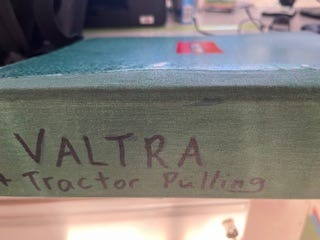 VALTRA
+ Tractor Pulling